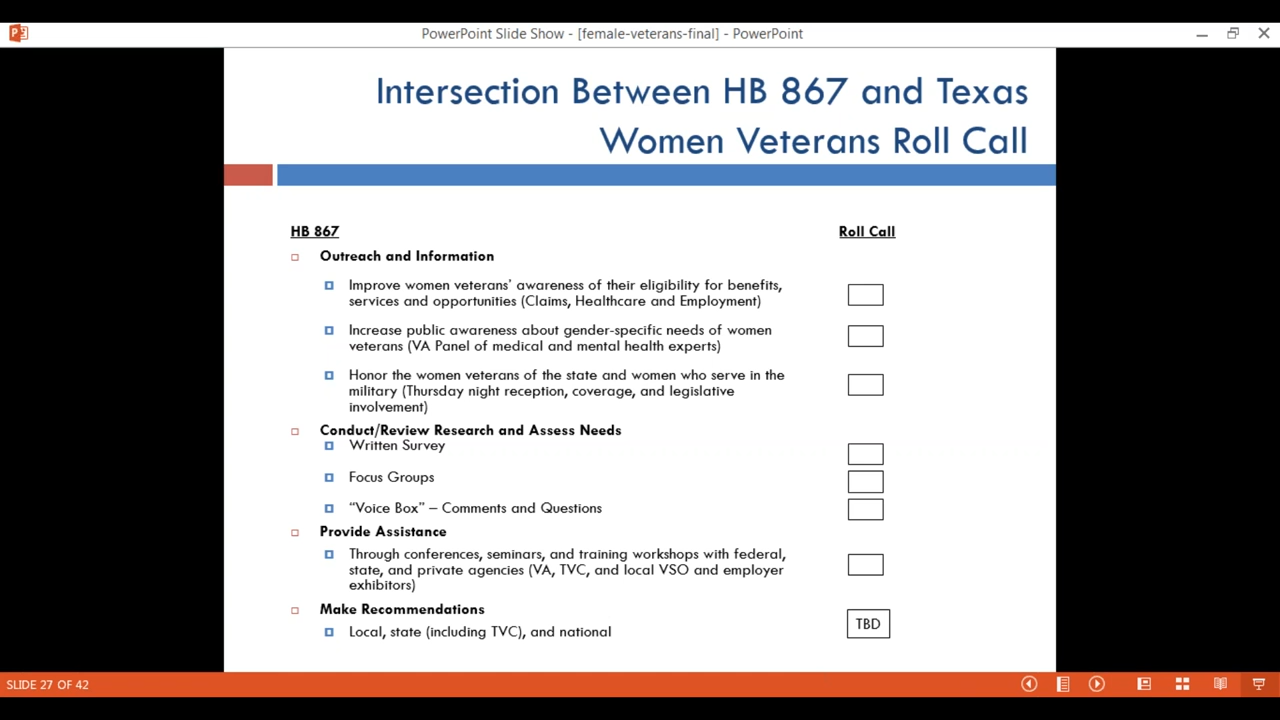 PowerPoint Slide Show - [female-veterans-final] - PowerPoint
Intersection Between HB 867 and Texas
Women Veterans Roll Call
HB 867
Roll Call
Outreach and Information
Improve women veterans’ awareness of their eligibility for benefits,
services and opportunities (Claims, Healthcare and Employment)
Increase public awareness about gender-specific needs of women
veterans (VA Panel of medical and mental health experts)
Honor the women veterans of the state and women who serve in the
military (Thursday night reception, coverage, and legislative
involvement)
Conduct/Review Research and Assess Needs
Written Survey
Focus Groups
“Voice Box” – Comments and Questions
Provide Assistance
Through conferences, seminars, and training workshops with federal,
state, and private agencies (VA, TVC, and local VSO and employer
exhibitors)
Make Recommendations
Local, state (including TVC), and national
TBD
SLIDE 27 OF 42